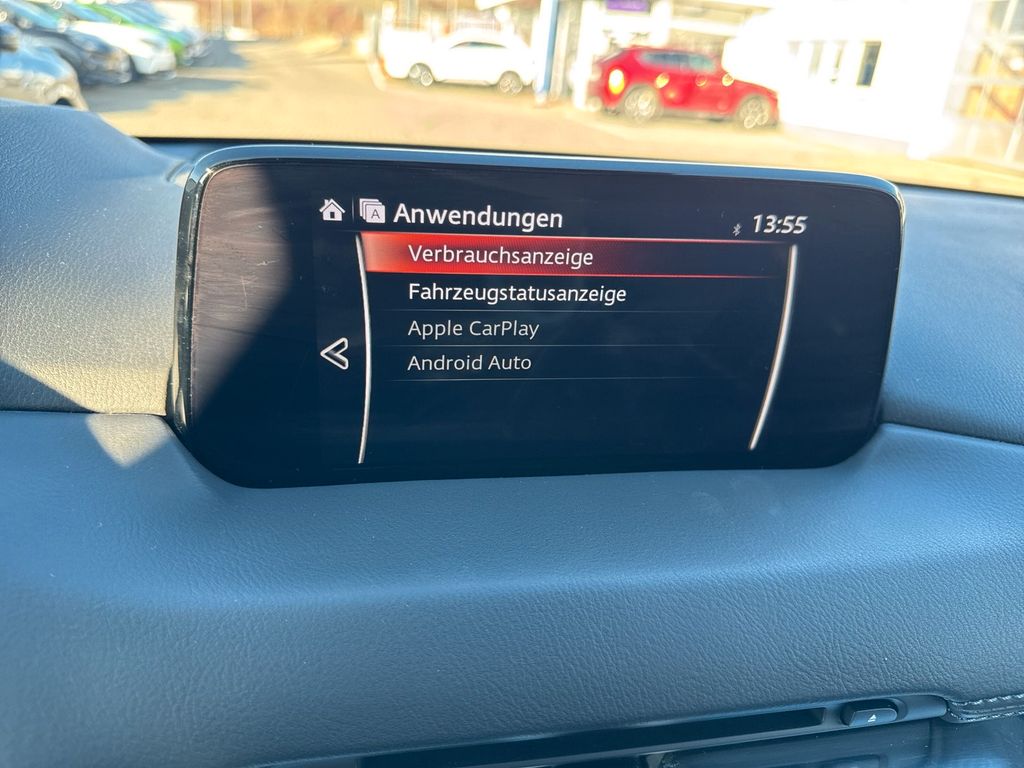 A Anwendungen 13:55
Verbrauchsanzeige
Fahrzeugstatusanzeige
Apple CarPlay
Android Auto